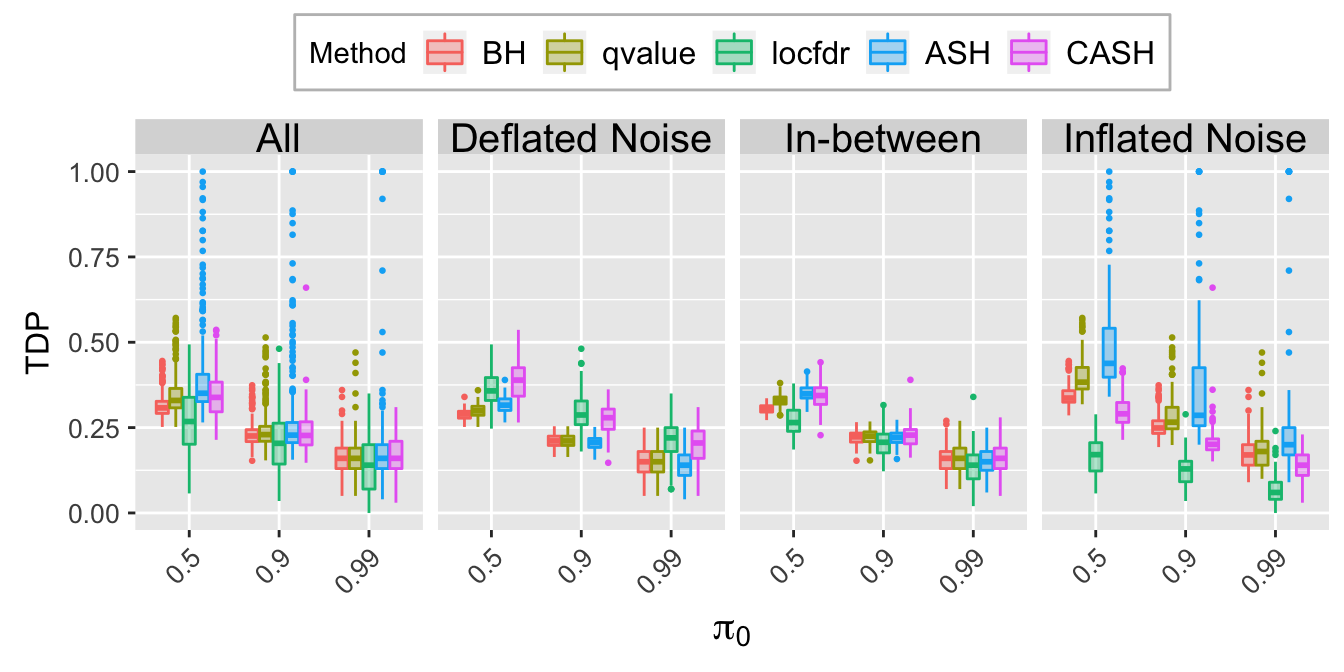 Method BH qvalue locfdr ASH CASH
All Deflated Noise In-between Inflated Noise
1.00
0.75
0.50
0.25
0.00
TDP
0.5 0.9 0.99 0.5 0.9 0.99 0.5 0.9 0.99 0.5 0.9 0.99
π₀